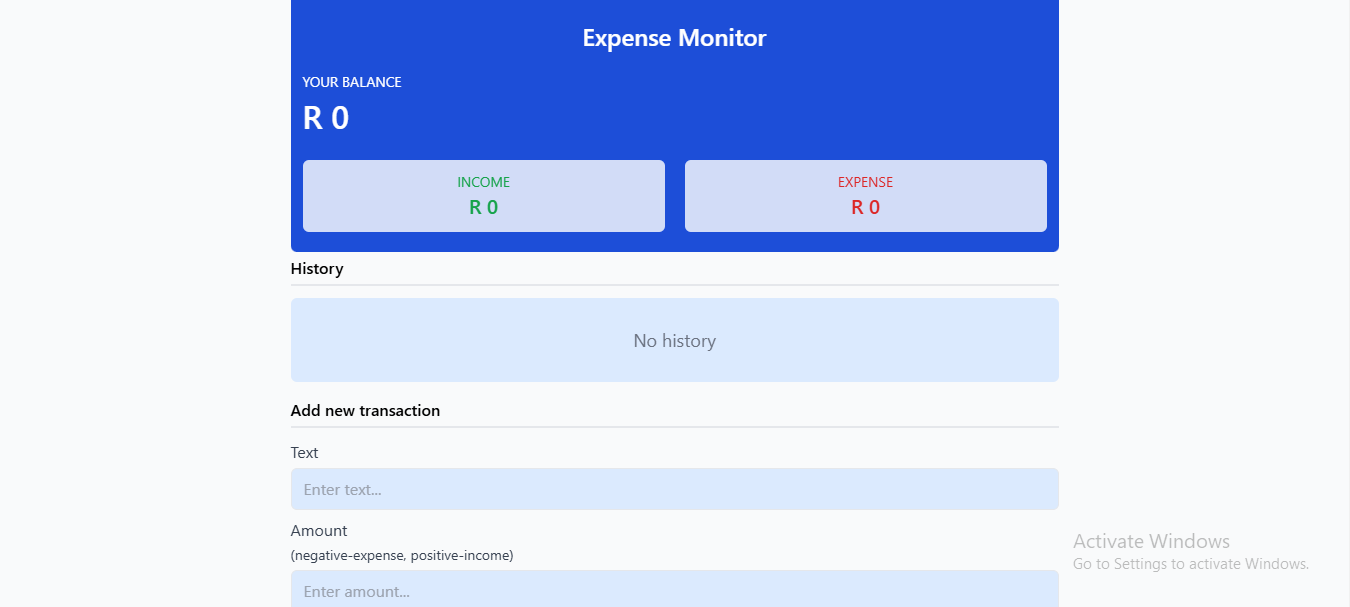 Expense Monitor
YOUR BALANCE
R 0
INCOME
R 0
EXPENSE
R 0
History
No history
Add new transaction
Text
Enter text...
Amount
(negative-expense, positive-income)
Enter amount...
Activate Windows
Go to Settings to activate Windows.